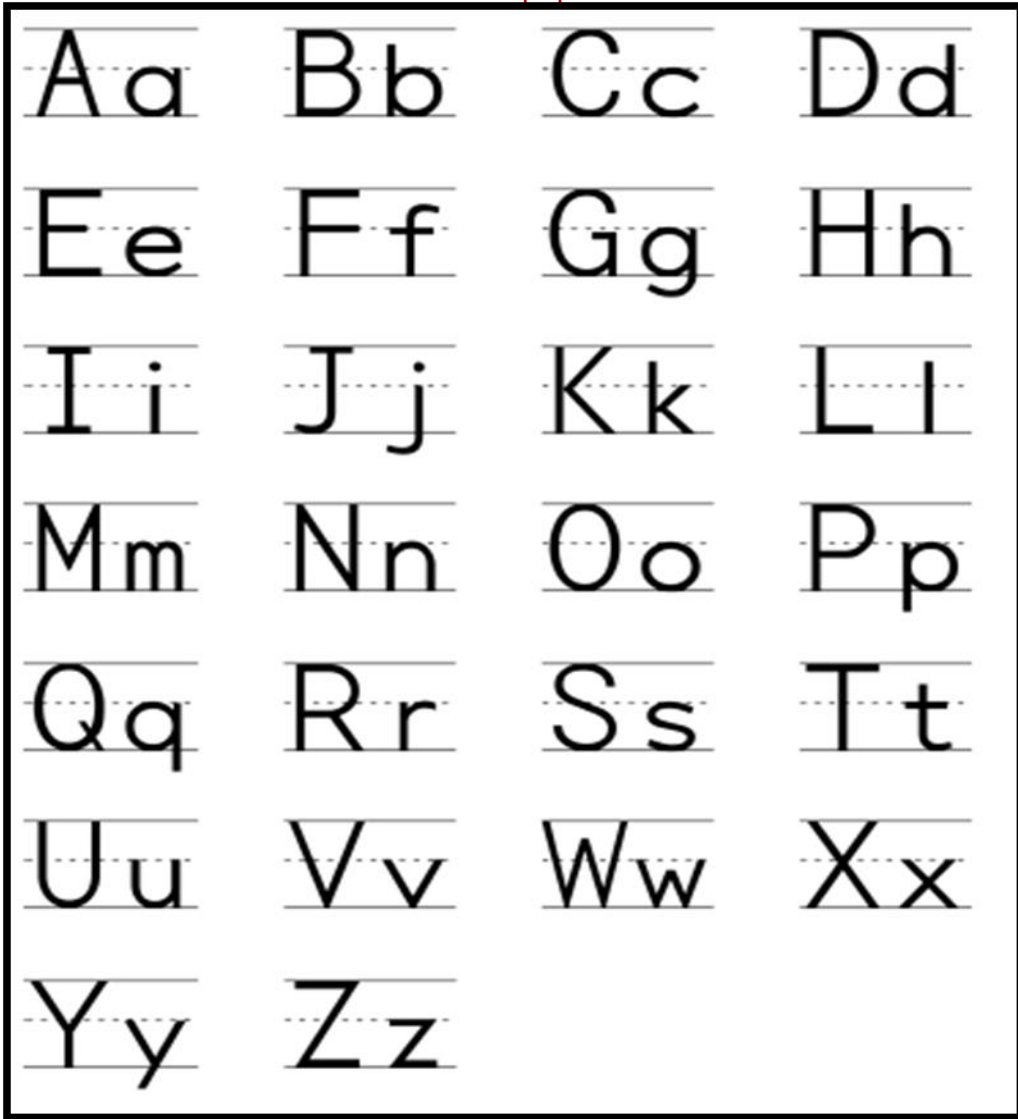 Aa Bb Cc Dd
Ee Ff Gg Hh
Ii Jj Kk Ll
Mm Nn Oo Pp
Qq Rr Ss Tt
Uu Vv Ww Xx
Yy Zz